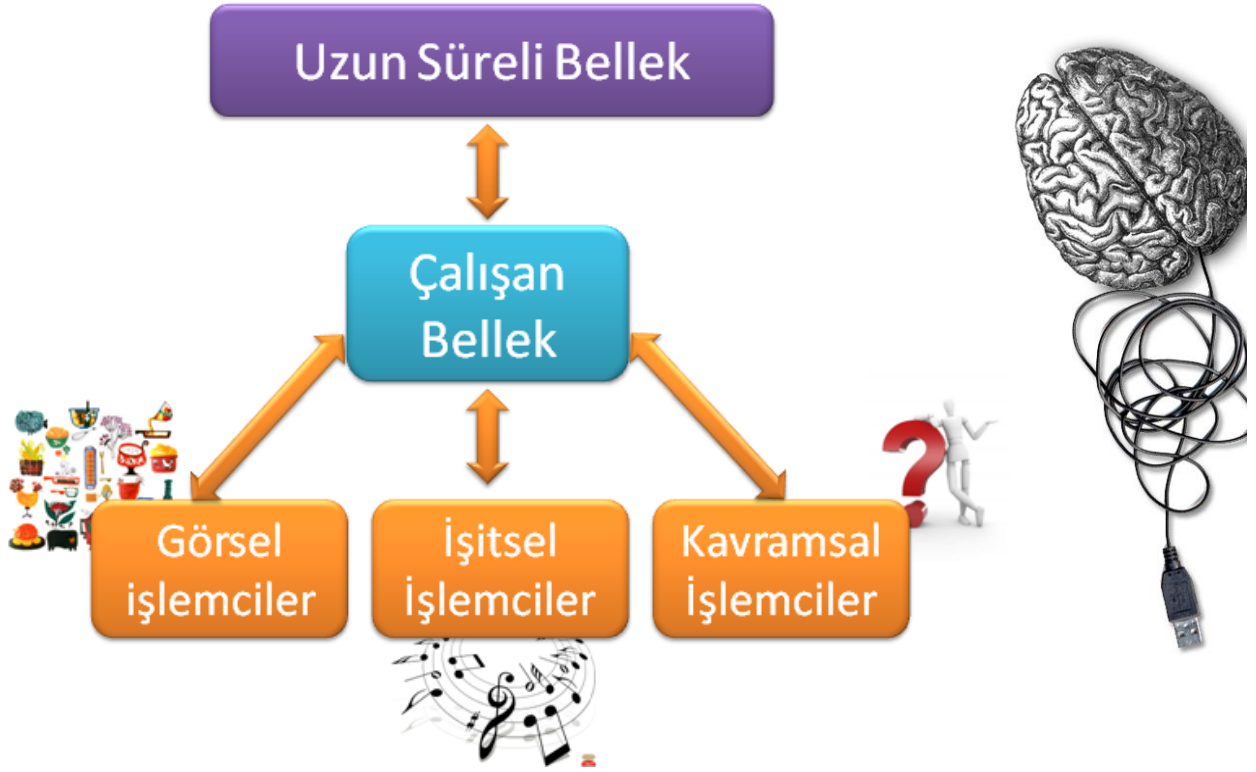 Uzun Süreli Bellek
Çalışan
Bellek
Görsel
işlemciler
İşitsel
İşlemciler
Kavramsal
İşlemciler